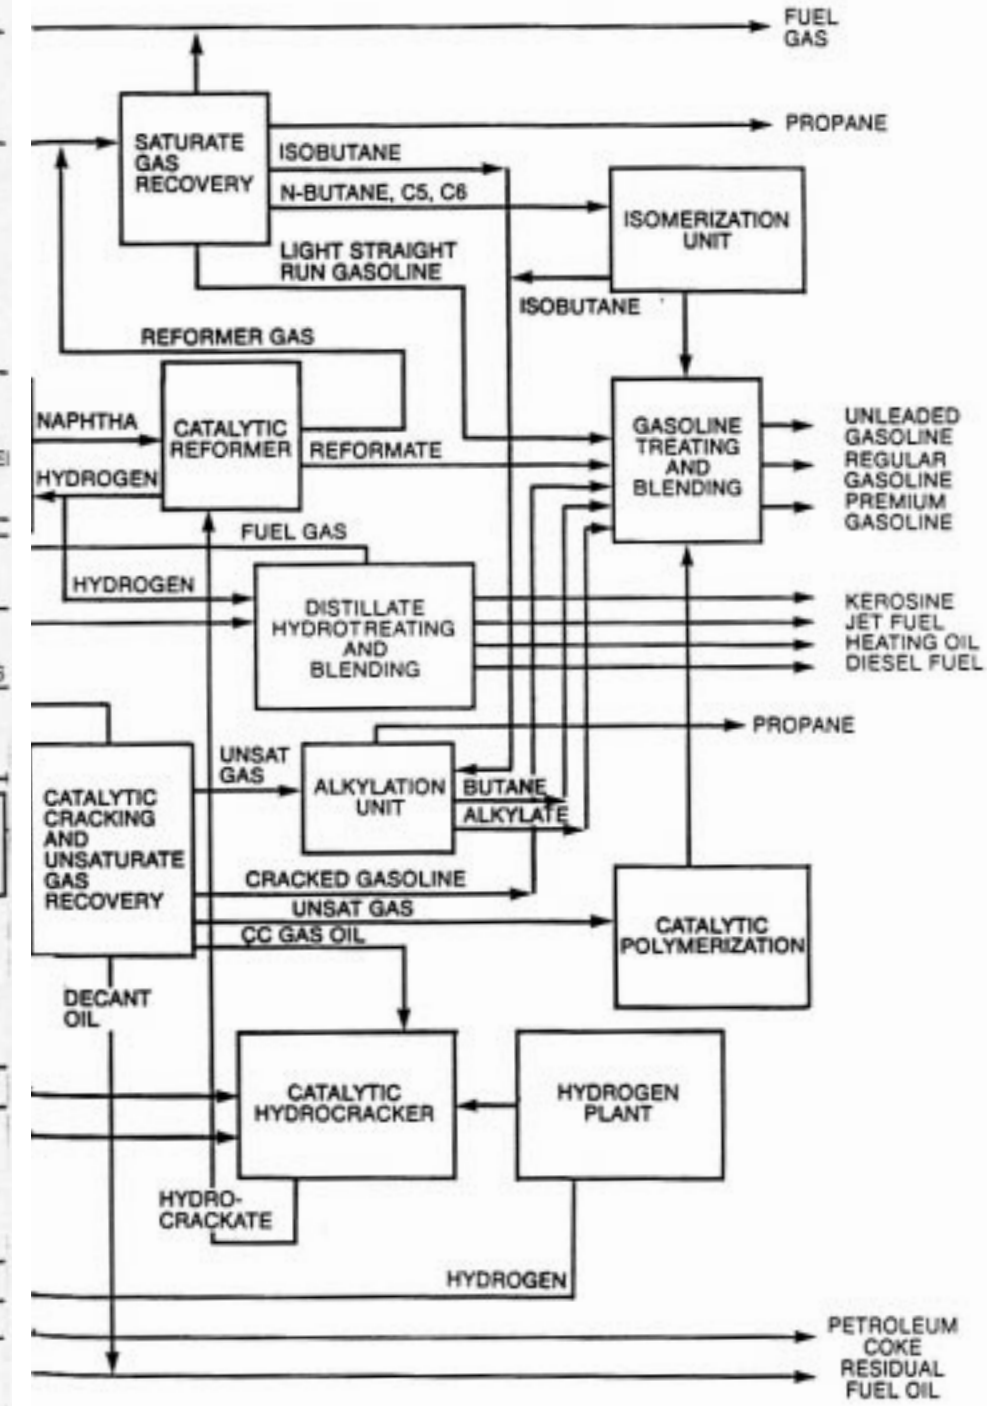 FUEL
GAS
PROPANE
SATURATE
GAS
RECOVERY
ISOBUTANE
N-BUTANE, C5, C6
ISOMERIZATION
UNIT
LIGHT STRAIGHT
RUN GASOLINE
ISOBUTANE
REFORMER GAS
NAPHTHA
CATALYTIC
REFORMER
REFORMATE
HYDROGEN
GASOLINE
TREATING
AND
BLENDING
UNLEADED
GASOLINE
REGULAR
GASOLINE
PREMIUM
GASOLINE
FUEL GAS
HYDROGEN
DISTILLATE
HYDROTREATING
AND
BLENDING
KEROSINE
JET FUEL
HEATING OIL
DIESEL FUEL
PROPANE
UNSAT
GAS
ALKYLATION
UNIT
BUTANE
ALKYLATE
CATALYTIC
CRACKING
AND
UNSATURATE
GAS
RECOVERY
CRACKED GASOLINE
UNSAT GAS
CC GAS OIL
CATALYTIC
POLYMERIZATION
DECANT
OIL
CATALYTIC
HYDROCRACKER
HYDROGEN
PLANT
HYDRO-
CRACKATE
HYDROGEN
PETROLEUM
COKE
RESIDUAL
FUEL OIL